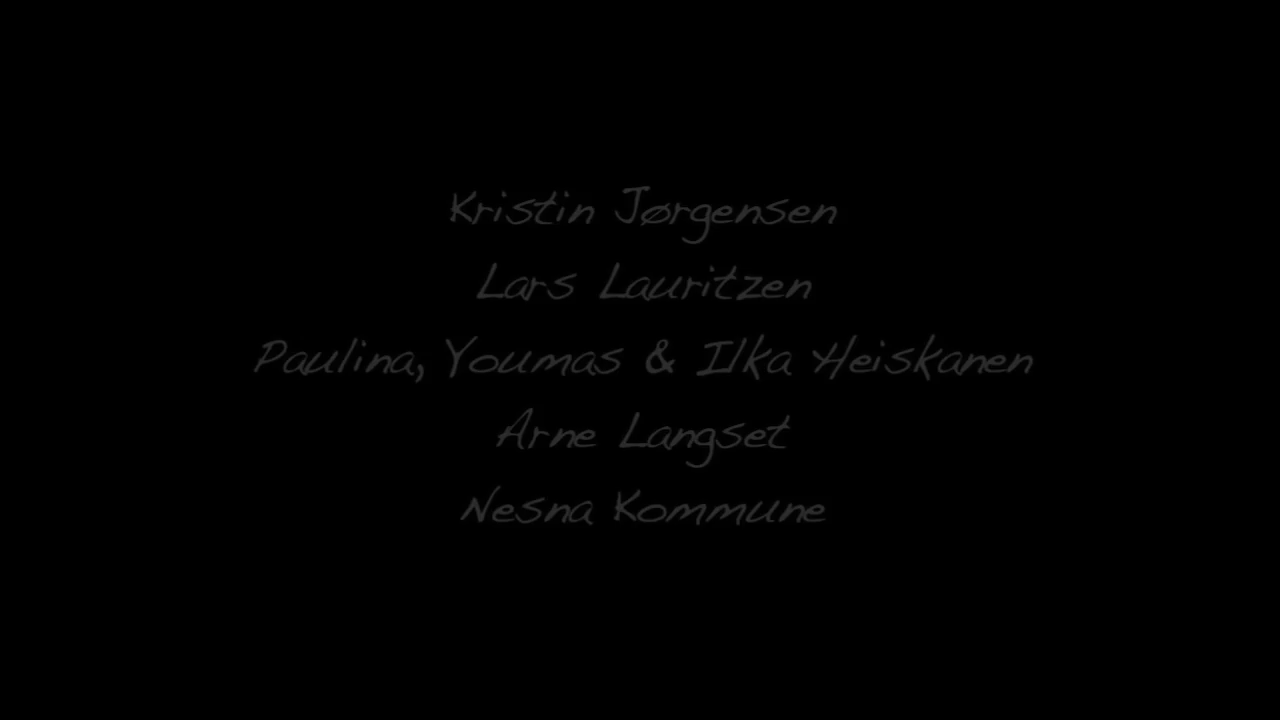 Kristin Jørgensen
Lars Lauritzen
Paulina, Youmas & Ilka Heiskanen
Arne Langset
Nesna Kommune